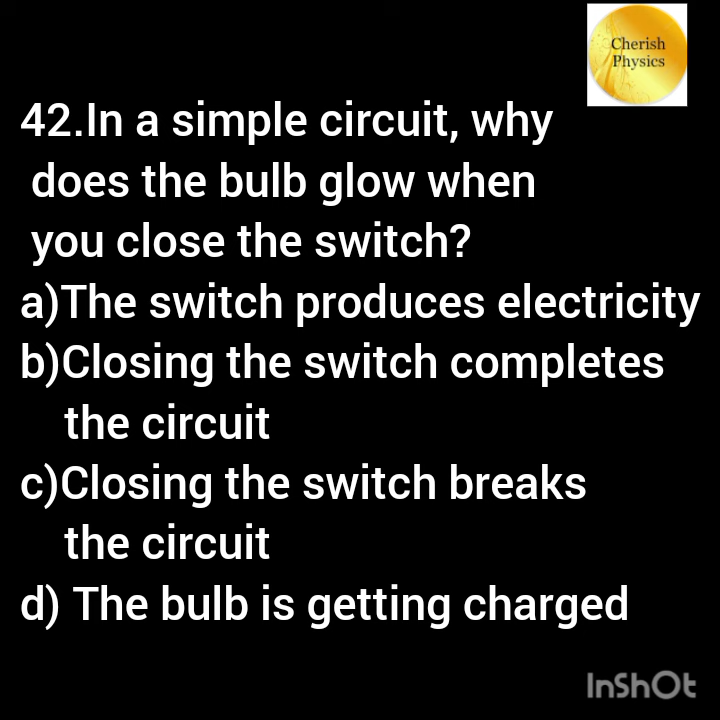 Cherish
Physics
42.In a simple circuit, why
does the bulb glow when
you close the switch?
a)The switch produces electricity
b)Closing the switch completes
the circuit
c)Closing the switch breaks
the circuit
d) The bulb is getting charged
InShOt